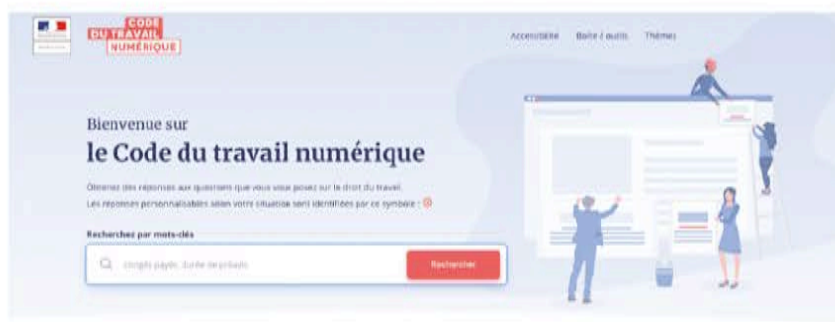 CODE
DU TRAVAIL
NUMÉRIQUE
Accessibilité Boîte à outils Thèmes
Bienvenue sur
le Code du travail numérique
Obtenez des réponses aux questions que vous vous posez sur le droit du travail.
Les réponses personnalisables selon votre situation sont identifiées par ce symbole :
Recherchez par mots-clés
congés payés, durée de préavis
Rechercher